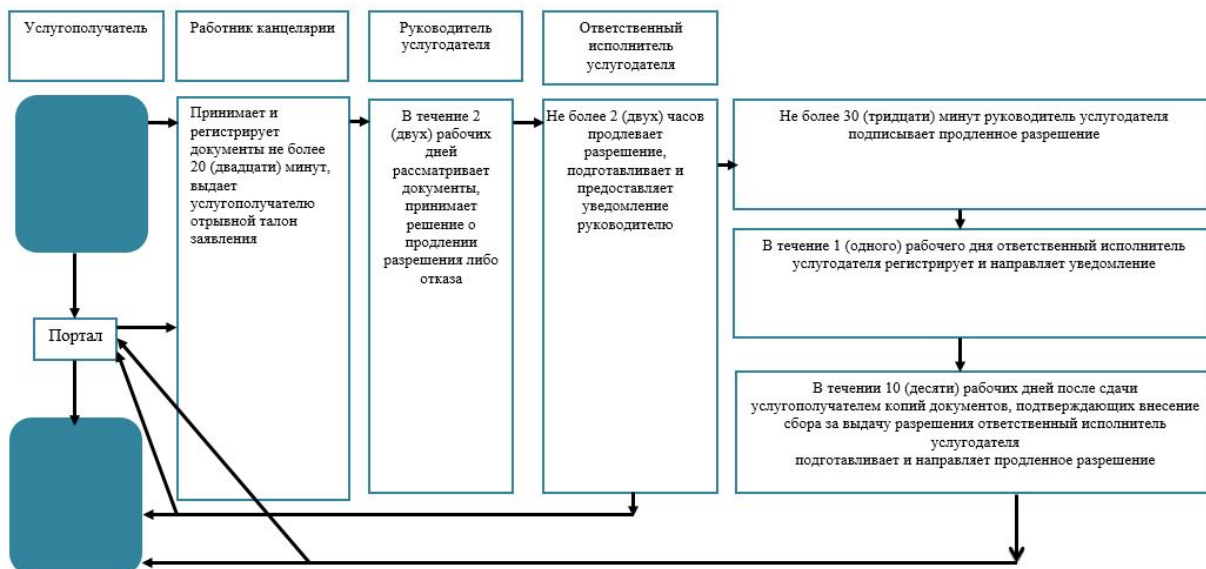 Услугополучатель
Работник канцелярии
Руководитель
услугодателя
Ответственный
исполнитель
услугодателя
Принимает и
регистрирует
документы не более
20 (двадцати) минут,
выдает
услугополучателю
отрывной талон
заявления
В течение 2
(двух) рабочих
дней
рассматривает
документы,
принимает
решение о
продлении
разрешения либо
отказа
Не более 2 (двух) часов
продлевает
разрешение,
подготавливает и
предоставляет
уведомление
руководителю
Не более 30 (тридцати) минут руководитель услугодателя
подписывает продленное разрешение
В течение 1 (одного) рабочего дня ответственный исполнитель
услугодателя регистрирует и направляет уведомление
Портал
В течении 10 (десяти) рабочих дней после сдачи
услугополучателем копий документов, подтверждающих внесение
сбора за выдачу разрешения ответственный исполнитель
услугодателя
подготавливает и направляет продленное разрешение